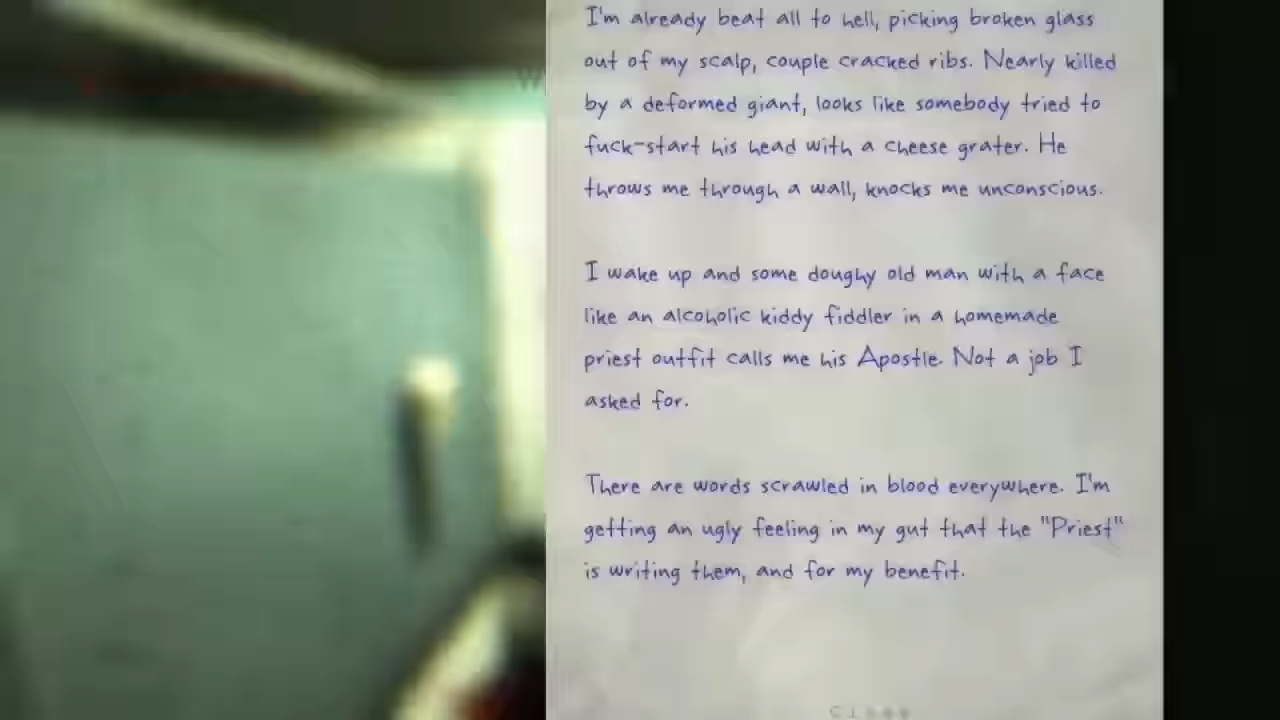 I'm already beat all to hell, picking broken glass
out of my scalp, couple cracked ribs. Nearly killed
by a deformed giant, looks like somebody tried to
fuck-start his head with a cheese grater. He
throws me through a wall, knocks me unconscious.
I wake up and some doughy old man with a face
like an alcoholic kiddy fiddler in a homemade
priest outfit calls me his Apostle. Not a job I
asked for.
There are words scrawled in blood everywhere. I'm
getting an ugly feeling in my gut that the "Priest"
is writing them, and for my benefit.